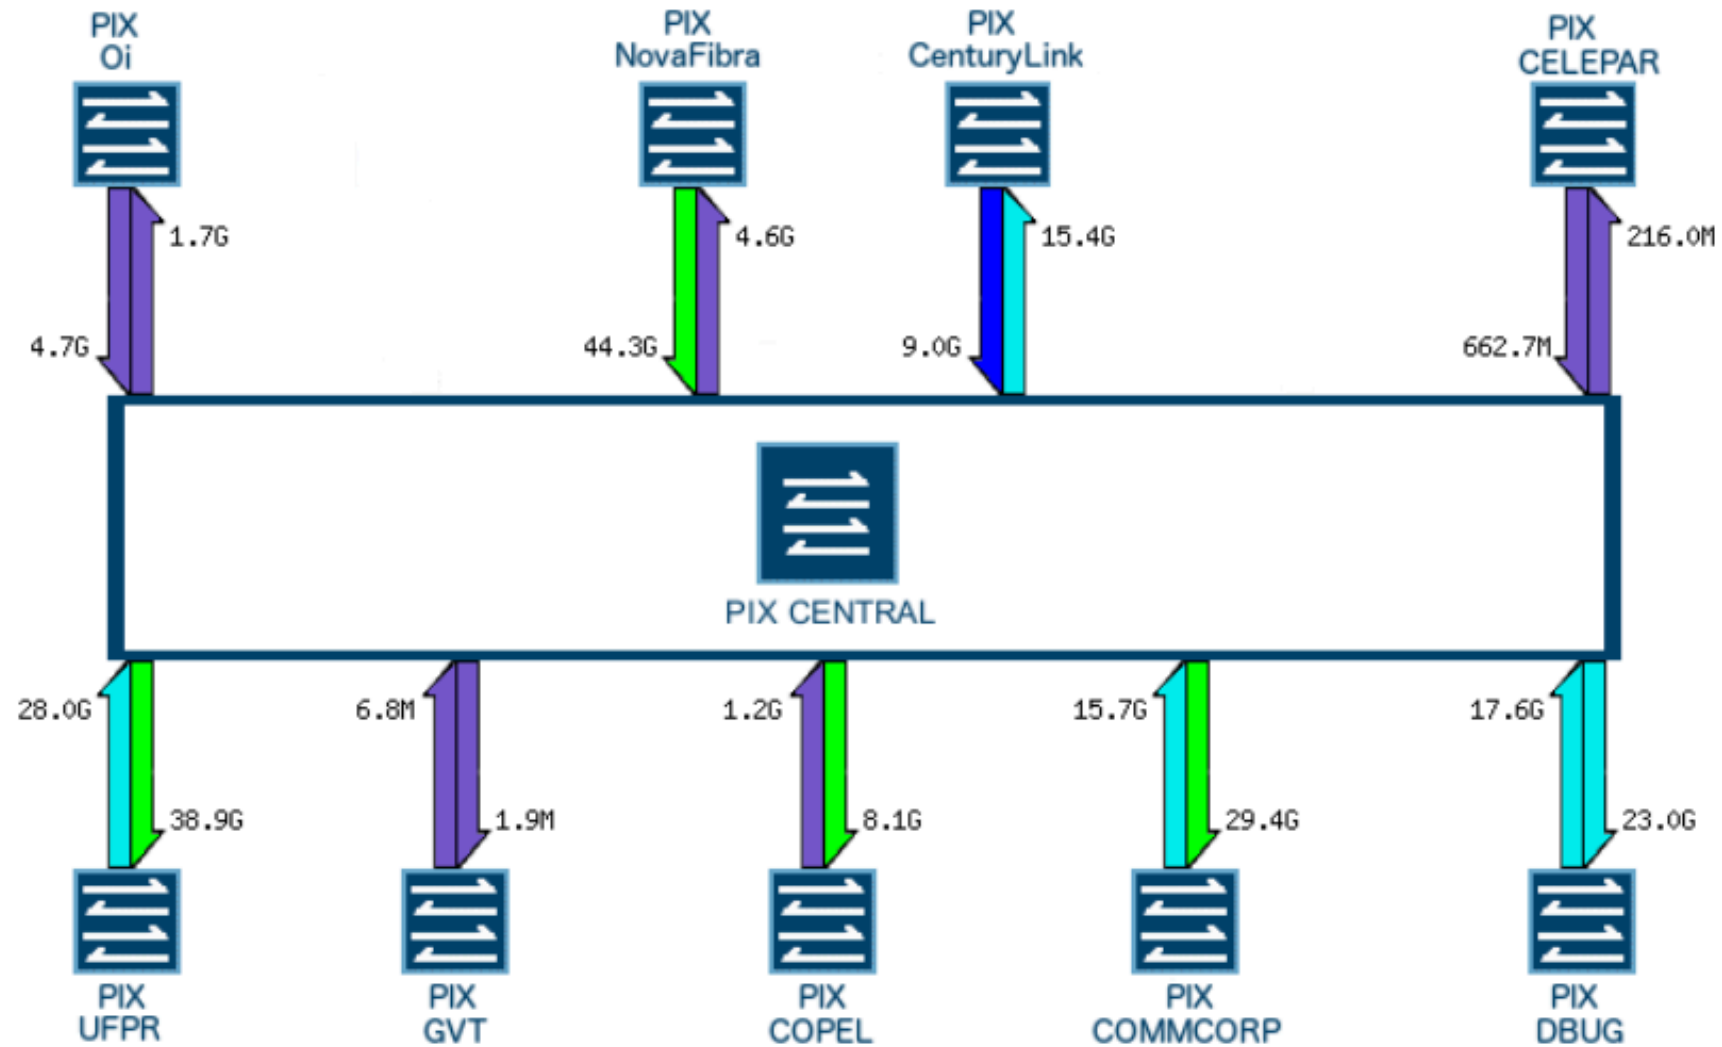 PIX
Oi
PIX
NovaFibra
PIX
CenturyLink
PIX
CELEPAR
1.7G
4.6G
15.4G
216.0M
4.7G
44.3G
9.0G
662.7M
PIX CENTRAL
28.0G
6.8M
1.2G
15.7G
17.6G
38.9G
1.9M
8.1G
29.4G
23.0G
PIX
UFPR
PIX
GVT
PIX
COPEL
PIX
COMMCORP
PIX
DBUG